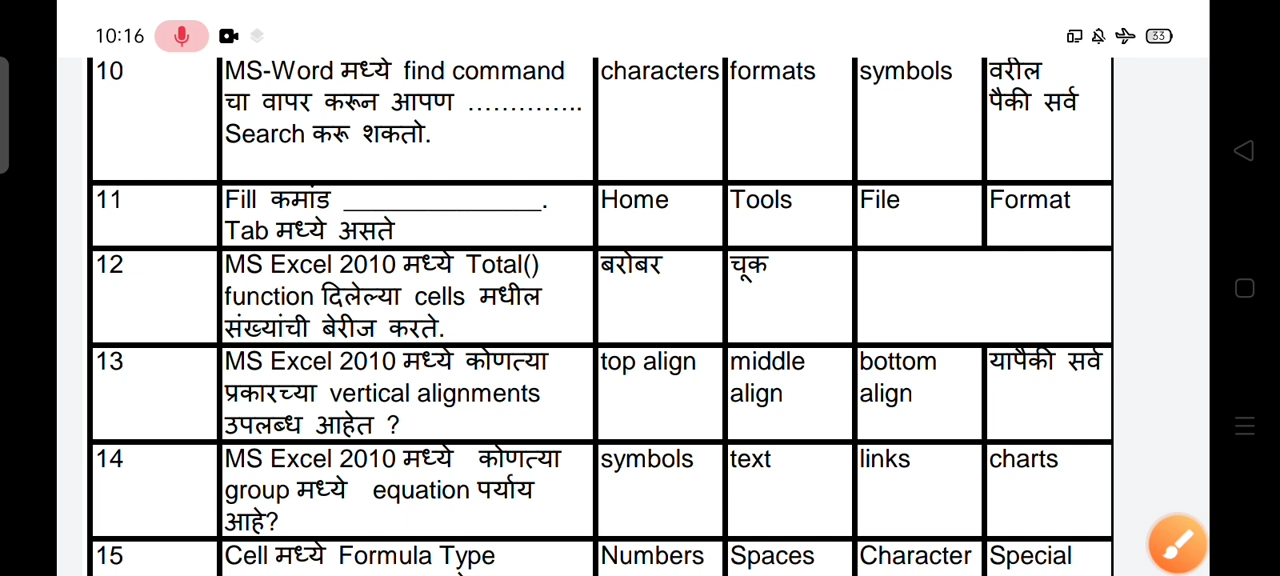 10:16 33
10 MS-Word मध्ये find command characters formats symbols वरील
चा वापर करून आपण .............. पैकी सर्व
Search करू शकतो.
11 Fill कमांड ______________. Home Tools File Format
Tab मध्ये असते
12 MS Excel 2010 मध्ये Total() बरोबर चूक
function दिलेल्या cells मधील
संख्यांची बेरीज करते.
13 MS Excel 2010 मध्ये कोणत्या top align middle bottom यापैकी सर्व
प्रकारच्या vertical alignments align align
उपलब्ध आहेत ?
14 MS Excel 2010 मध्ये कोणत्या symbols text links charts
group मध्ये equation पर्याय
आहे?
15 Cell मध्ये Formula Type Numbers Spaces Character Special